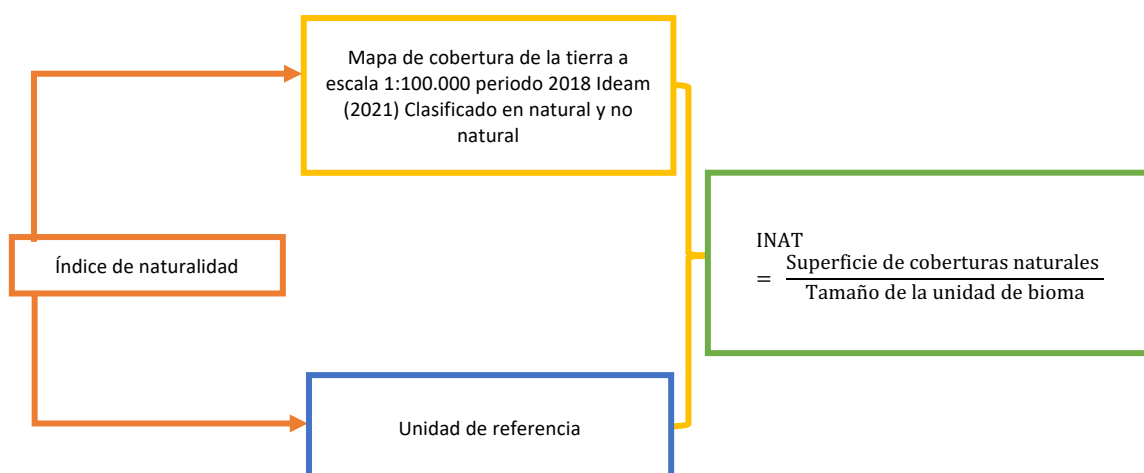 Mapa de cobertura de la tierra a
escala 1:100.000 periodo 2018 Ideam
(2021) Clasificado en natural y no
natural
Índice de naturalidad
INAT
= Superficie de coberturas naturales
Tamaño de la unidad de bioma
Unidad de referencia